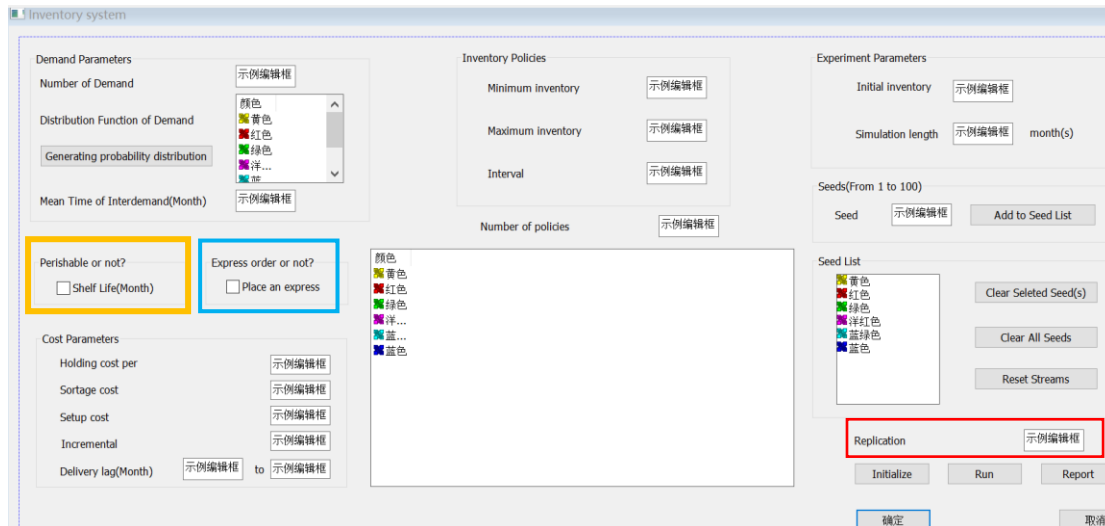 Inventory system
Demand Parameters
Number of Demand 示例编辑框
Distribution Function of Demand
颜色
黄色
红色
绿色
洋...
蓝
Generating probability distribution
Mean Time of Interdemand(Month) 示例编辑框
Inventory Policies
Minimum inventory 示例编辑框
Maximum inventory 示例编辑框
Interval 示例编辑框
Number of policies 示例编辑框
Experiment Parameters
Initial inventory 示例编辑框
Simulation length 示例编辑框 month(s)
Seeds(From 1 to 100)
Seed 示例编辑框 Add to Seed List
Perishable or not?
Shelf Life(Month)
Express order or not?
Place an express
颜色
黄色
红色
绿色
洋...
蓝...
蓝色
Seed List
黄色
红色
绿色
洋红色
蓝绿色
蓝色
Clear Seleted Seed(s)
Clear All Seeds
Reset Streams
Cost Parameters
Holding cost per 示例编辑框
Sortage cost 示例编辑框
Setup cost 示例编辑框
Incremental 示例编辑框
Delivery lag(Month) 示例编辑框 to 示例编辑框
Replication 示例编辑框
Initialize Run Report
确定 取消